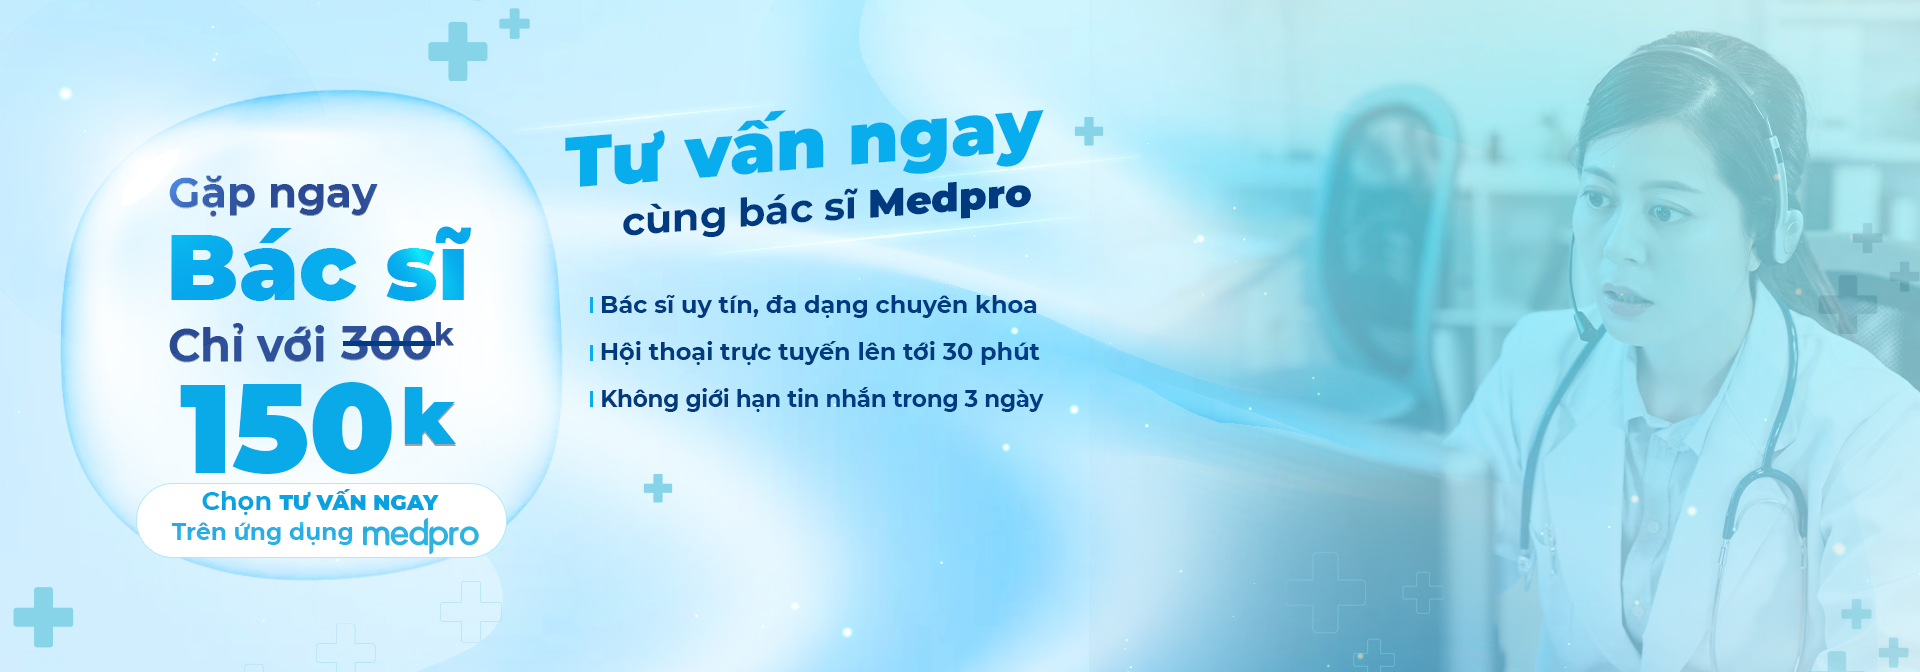 Gặp ngay
Bác sĩ
Chỉ với 300k
150k
Chọn TƯ VẤN NGAY
Trên ứng dụng medpro
Tư vấn ngay
cùng bác sĩ Medpro
Bác sĩ uy tín, đa dạng chuyên khoa
Hội thoại trực tuyến lên tới 30 phút
Không giới hạn tin nhắn trong 3 ngày